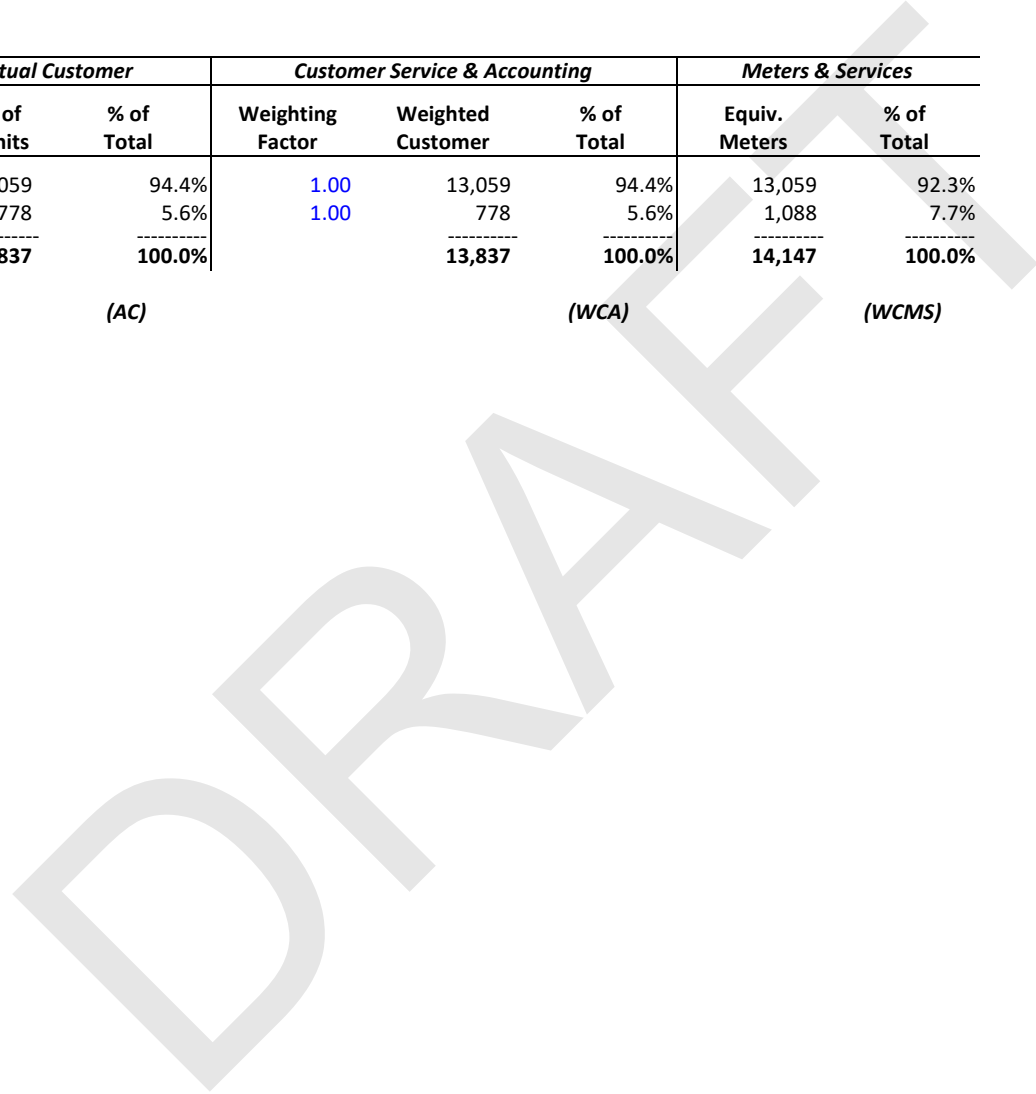 tual Customer Customer Service & Accounting Meters & Services
of % of Weighting Weighted % of Equiv. % of
nits Total Factor Customer Total Meters Total
059 94.4% 1.00 13,059 94.4% 13,059 92.3%
778 5.6% 1.00 778 5.6% 1,088 7.7%
837 100.0% 13,837 100.0% 14,147 100.0%
(AC) (WCA) (WCMS)
DRAFT